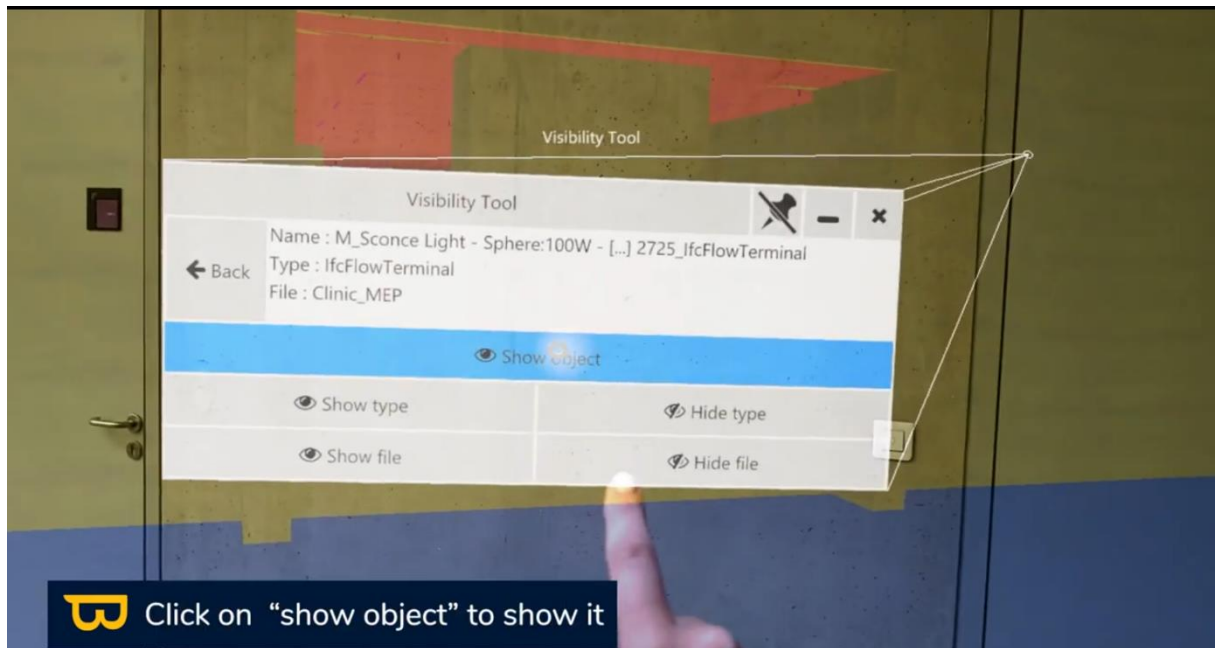 Visibility Tool
Visibility Tool
Back
Name : M_Sconce Light - Sphere:100W - [...] 2725_IfcFlowTerminal
Type : IfcFlowTerminal
File : Clinic_MEP
Show object
Show type
Hide type
Show file
Hide file
Click on “show object” to show it